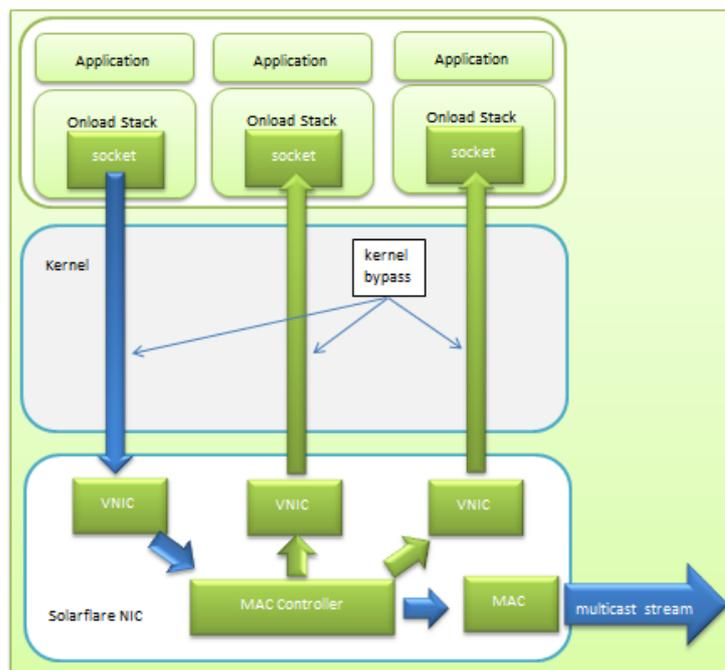 Application
Application
Application
Onload Stack
Onload Stack
Onload Stack
socket
socket
socket
Kernel
kernel
bypass
VNIC
VNIC
VNIC
MAC Controller
MAC
multicast stream
Solarflare NIC